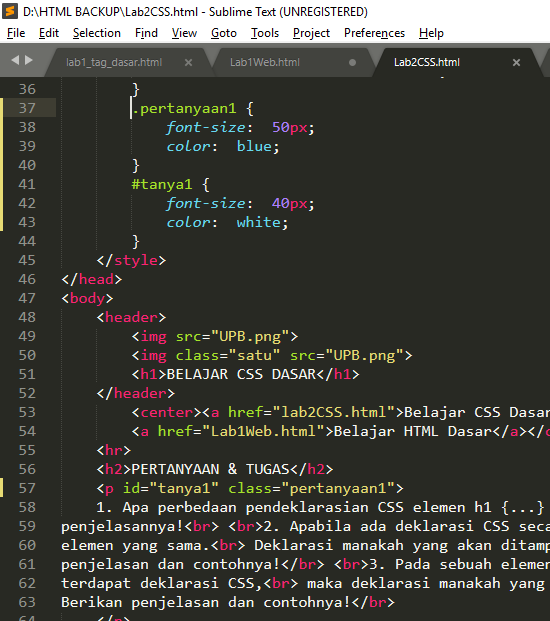 D:\HTML BACKUP\Lab2CSS.html - Sublime Text (UNREGISTERED)
File Edit Selection Find View Goto Tools Project Preferences Help
lab1_tag_dasar.html Lab1Web.html Lab2CSS.html
36 }
37 .pertanyaan1 {
38 font-size: 50px;
39 color: blue;
40 }
41 #tanya1 {
42 font-size: 40px;
43 color: white;
44 }
45 </style>
46 </head>
47 <body>
48 <header>
49 <img src="UPB.png">
50 <img class="satu" src="UPB.png">
51 <h1>BELAJAR CSS DASAR</h1>
52 </header>
53 <center><a href="lab2CSS.html">Belajar CSS Dasar
54 <a href="Lab1Web.html">Belajar HTML Dasar</a></
55 <hr>
56 <h2>PERTANYAAN & TUGAS</h2>
57 <p id="tanya1" class="pertanyaan1">
58 1. Apa perbedaan pendeklarasian CSS elemen h1 {...}
59 penjelasannya!<br> <br>2. Apabila ada deklarasi CSS seca
60 elemen yang sama.<br> Deklarasi manakah yang akan ditamp
61 penjelasan dan contohnya!</br> <br>3. Pada sebuah elemen
62 terdapat deklarasi CSS,<br> maka deklarasi manakah yang
63 Berikan penjelasan dan contohnya!</br>